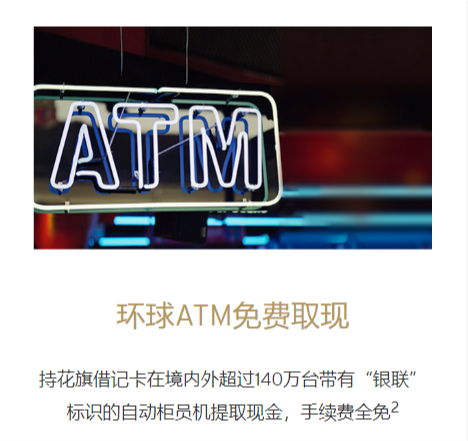 ATM
环球ATM免费取现
持花旗借记卡在境内外超过140万台带有“银联”
标识的自动柜员机提取现金，手续费全免2